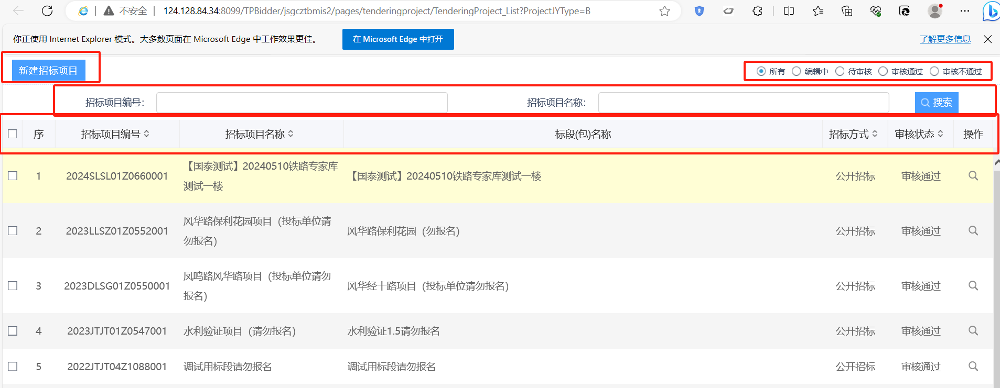 不安全 124.128.84.34:8099/TPBidder/jsgcztbmis2/pages/tenderingproject/TenderingProject_List?ProjectJYType=B
你正使用 Internet Explorer 模式。大多数页面在 Microsoft Edge 中工作效果更佳。 在 Microsoft Edge 中打开 了解更多信息
新建招标项目 所有 编辑中 待审核 审核通过 审核不通过
招标项目编号: 招标项目名称: 搜索
序 招标项目编号 招标项目名称 标段(包)名称 招标方式 审核状态 操作
1 2024SLSL01Z0660001 【国泰测试】20240510铁路专家库 【国泰测试】20240510铁路专家库测试一楼 公开招标 审核通过
测试一楼
2 2023LLSZ01Z0552001 风华路保利花园项目（投标单位请 风华路保利花园（勿报名） 公开招标 审核通过
勿报名）
3 2023DLSG01Z0550001 凤鸣路风华路项目（投标单位请勿 风华经十路项目（投标单位请勿报名） 公开招标 审核通过
报名）
4 2023JTJT01Z0547001 水利验证项目（请勿报名） 水利验证1.5请勿报名 公开招标 审核通过
5 2022JTJT04Z1088001 调试用标段请勿报名 调试用标段请勿报名 公开招标 审核通过